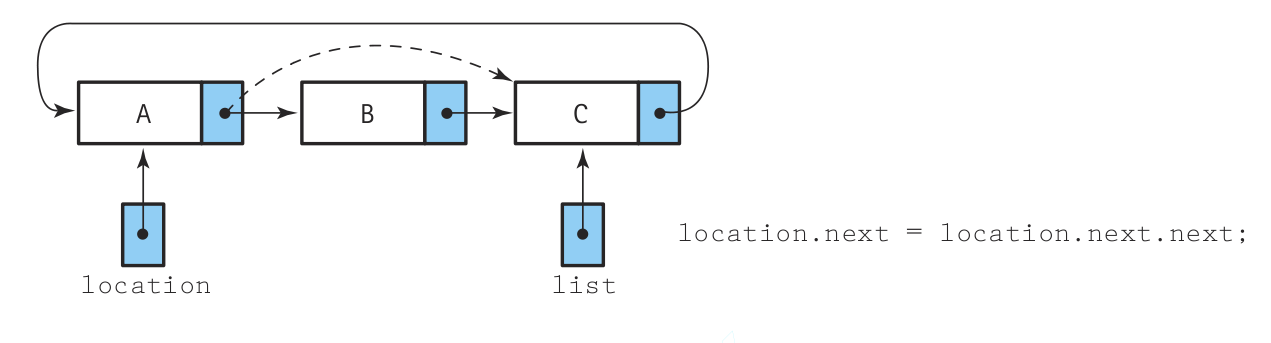 A B C
location.next = location.next.next;
location list